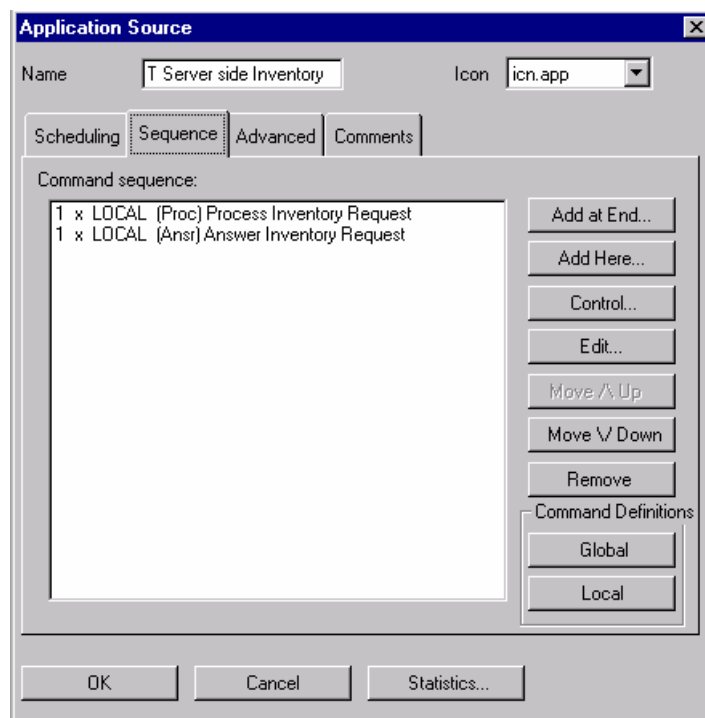 Application Source
Name T Server side Inventory Icon icn.app
Scheduling Sequence Advanced Comments
Command sequence:
1 x LOCAL (Proc) Process Inventory Request
1 x LOCAL (Ansr) Answer Inventory Request
Add at End...
Add Here...
Control...
Edit...
Move /\ Up
Move \/ Down
Remove
Command Definitions
Global
Local
OK Cancel Statistics...